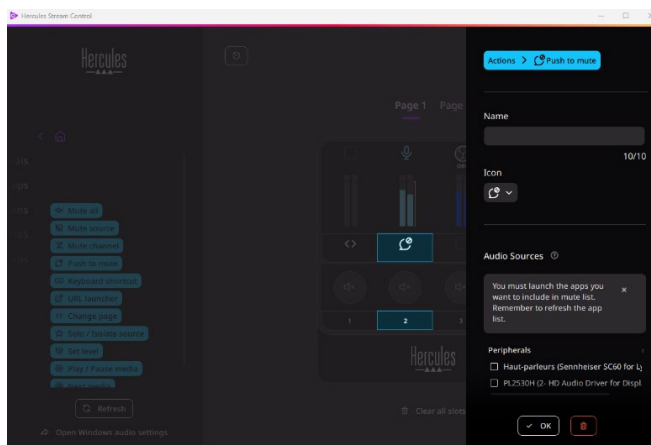 Hercules Stream Control
Hercules
Page 1 Page
Mute all
Mute source
Mute channel
Push to mute
Keyboard shortcut
URL launcher
Change page
Solo / Isolate source
Set level
Play / Pause media
Next media
Refresh
Open Windows audio settings
1 2 3
Hercules
Clear all slots
Actions > Push to mute
Name
10/10
Icon
Audio Sources
You must launch the apps you
want to include in mute list.
Remember to refresh the app
list.
Peripherals
Haut-parleurs (Sennheiser SC60 for Ly
PL2530H (2- HD Audio Driver for Displ
OK